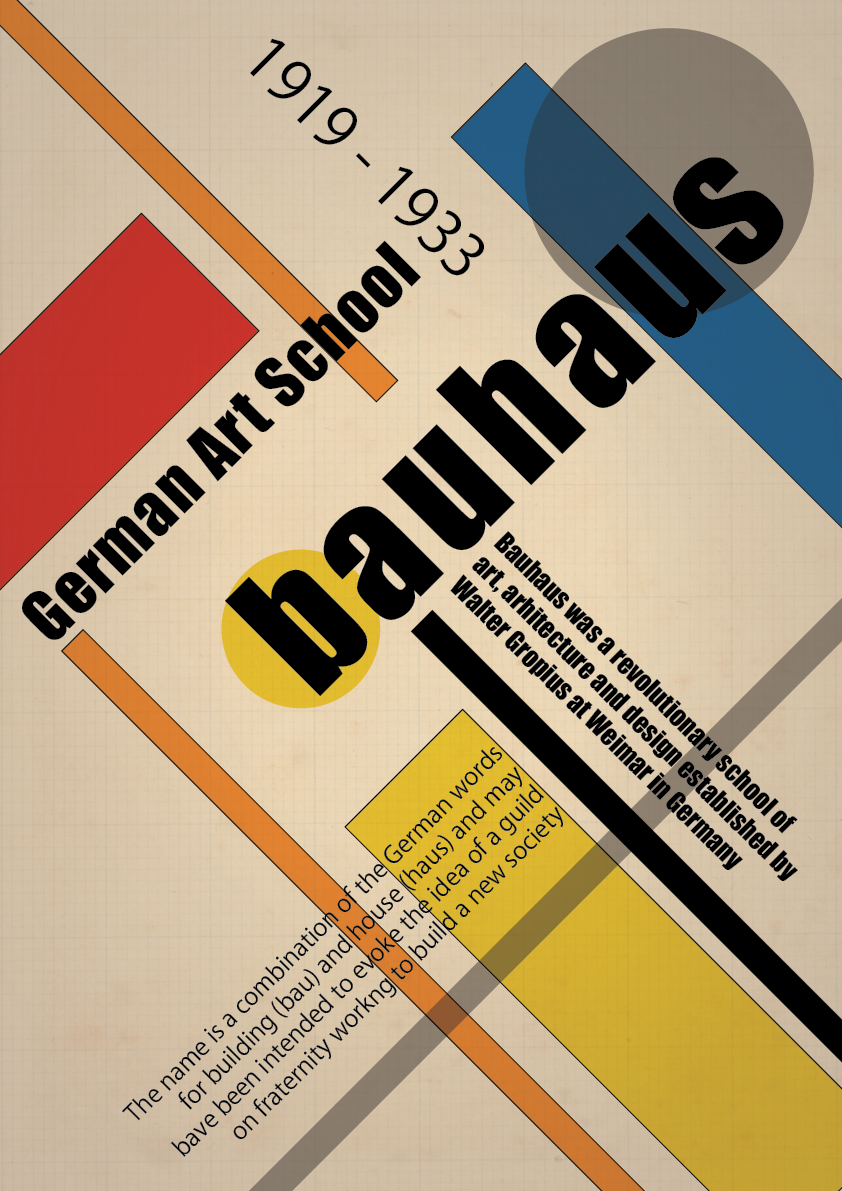 1919 - 1933
German Art School
bauhaus
Bauhaus was a revolutionary school of
art, arhitecture and design established by
Walter Gropius at Weimar in Germany
The name is a combination of the German words
for building (bau) and house (haus) and may
bave been intended to evoke the idea of a guild
on fraternity workng to build a new society